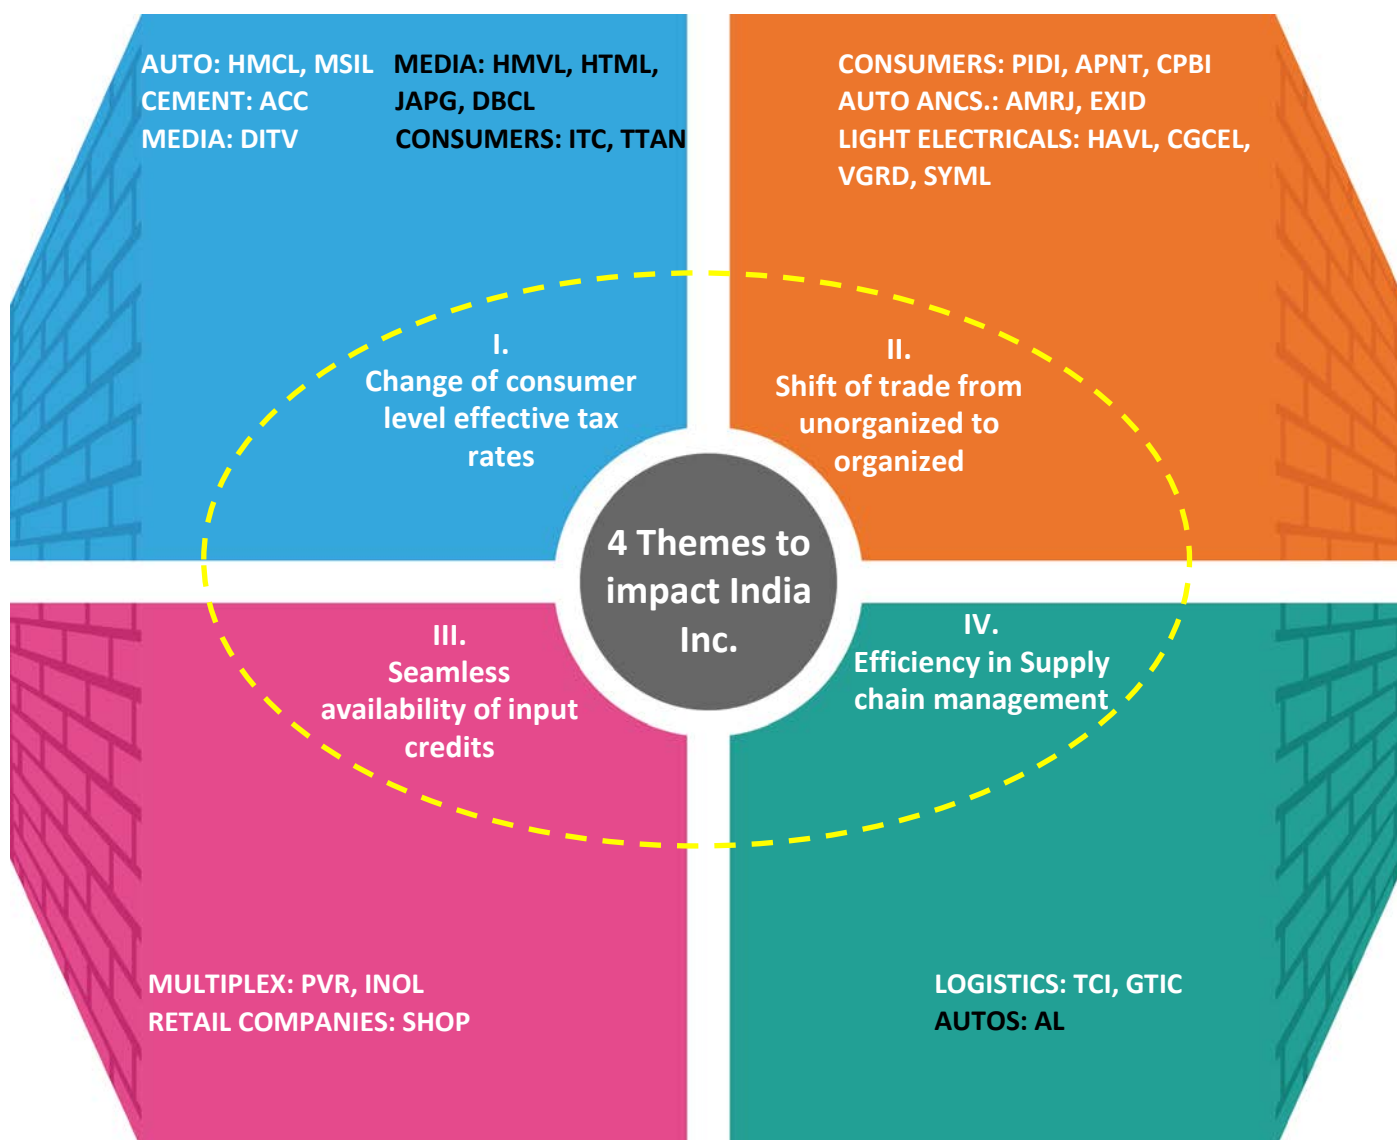 AUTO: HMCL, MSIL
CEMENT: ACC
MEDIA: DITV
MEDIA: HMVL, HTML,
JAPG, DBCL
CONSUMERS: ITC, TTAN
CONSUMERS: PIDI, APNT, CPBI
AUTO ANCS.: AMRJ, EXID
LIGHT ELECTRICALS: HAVL, CGCEL,
VGRD, SYML
I.
Change of consumer
level effective tax
rates
II.
Shift of trade from
unorganized to
organized
4 Themes to
impact India
Inc.
III.
Seamless
availability of input
credits
IV.
Efficiency in Supply
chain management
MULTIPLEX: PVR, INOL
RETAIL COMPANIES: SHOP
LOGISTICS: TCI, GTIC
AUTOS: AL